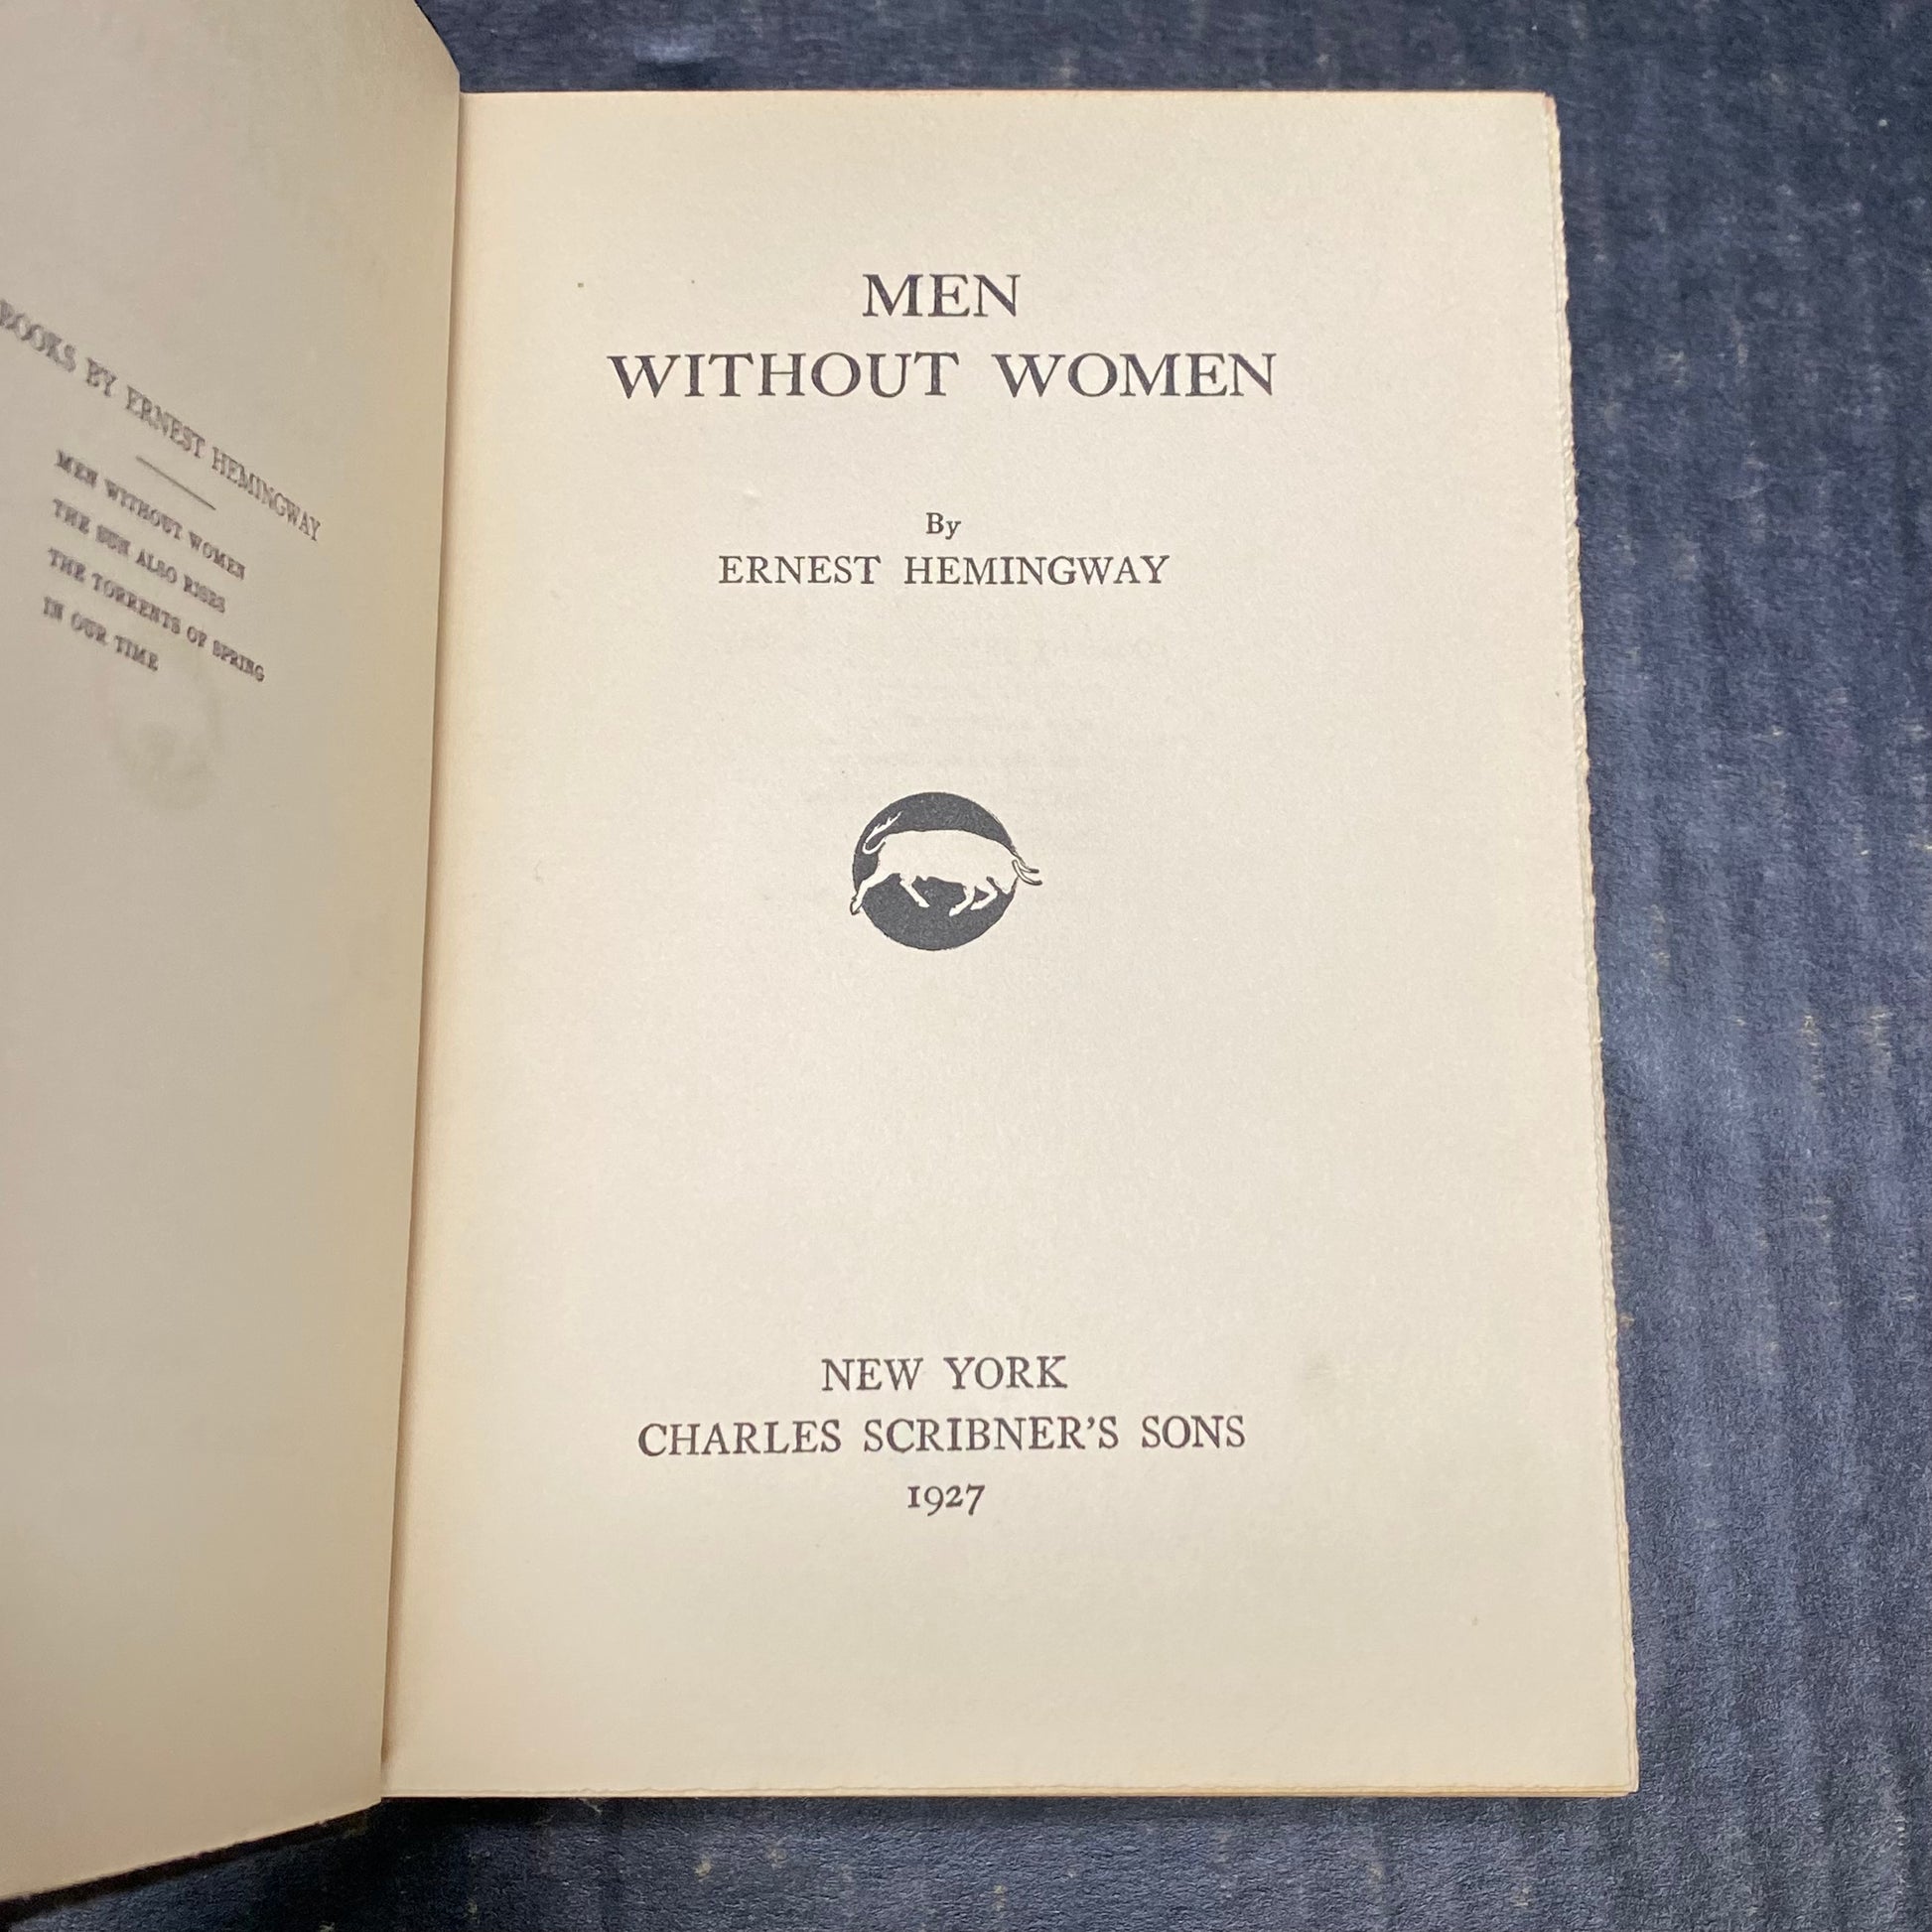 BOOKS BY ERNEST HEMINGWAY
MEN WITHOUT WOMEN
THE SUN ALSO RISES
THE TORRENTS OF SPRING
IN OUR TIME
MEN
WITHOUT WOMEN
By
ERNEST HEMINGWAY
NEW YORK
CHARLES SCRIBNER'S SONS
1927